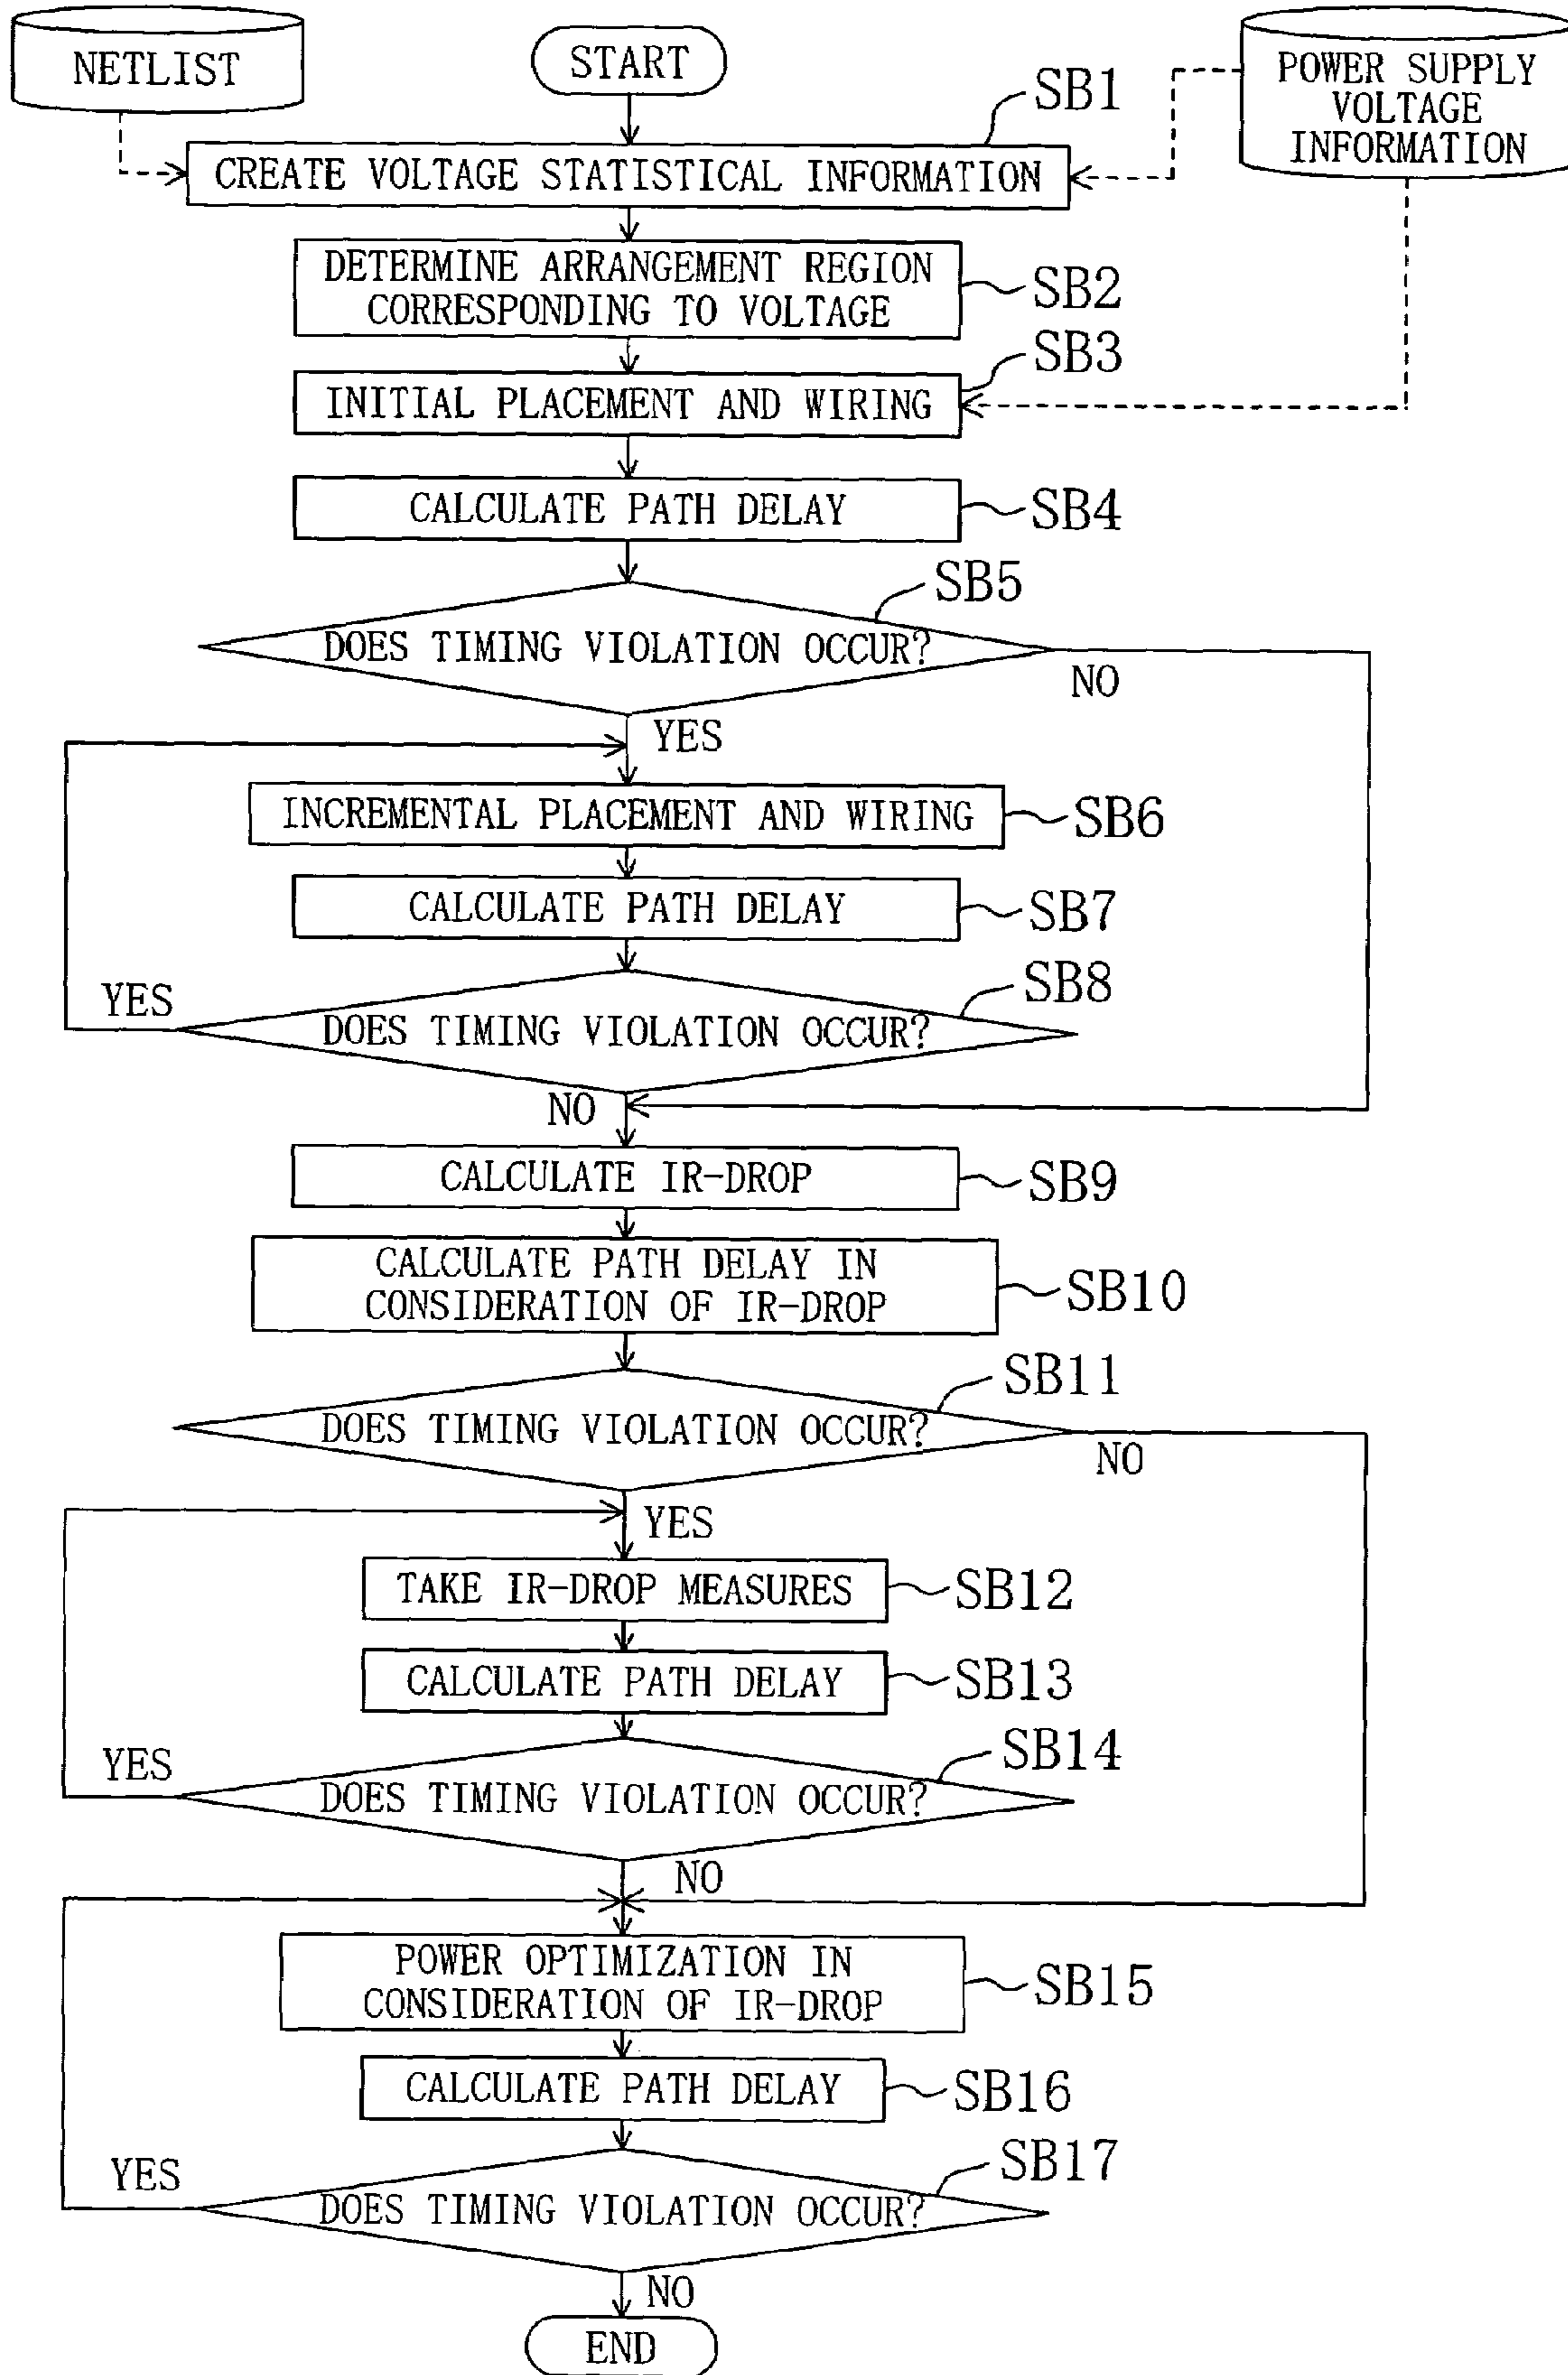 NETLIST
START
POWER SUPPLY
VOLTAGE
INFORMATION
SB1
CREATE VOLTAGE STATISTICAL INFORMATION
DETERMINE ARRANGEMENT REGION
CORRESPONDING TO VOLTAGE
SB2
SB3
INITIAL PLACEMENT AND WIRING
CALCULATE PATH DELAY
SB4
SB5
DOES TIMING VIOLATION OCCUR?
NO
YES
INCREMENTAL PLACEMENT AND WIRING
SB6
CALCULATE PATH DELAY
SB7
SB8
YES
DOES TIMING VIOLATION OCCUR?
NO
CALCULATE IR-DROP
SB9
CALCULATE PATH DELAY IN
CONSIDERATION OF IR-DROP
SB10
SB11
DOES TIMING VIOLATION OCCUR?
NO
YES
TAKE IR-DROP MEASURES
SB12
CALCULATE PATH DELAY
SB13
SB14
YES
DOES TIMING VIOLATION OCCUR?
NO
POWER OPTIMIZATION IN
CONSIDERATION OF IR-DROP
SB15
CALCULATE PATH DELAY
SB16
SB17
YES
DOES TIMING VIOLATION OCCUR?
NO
END